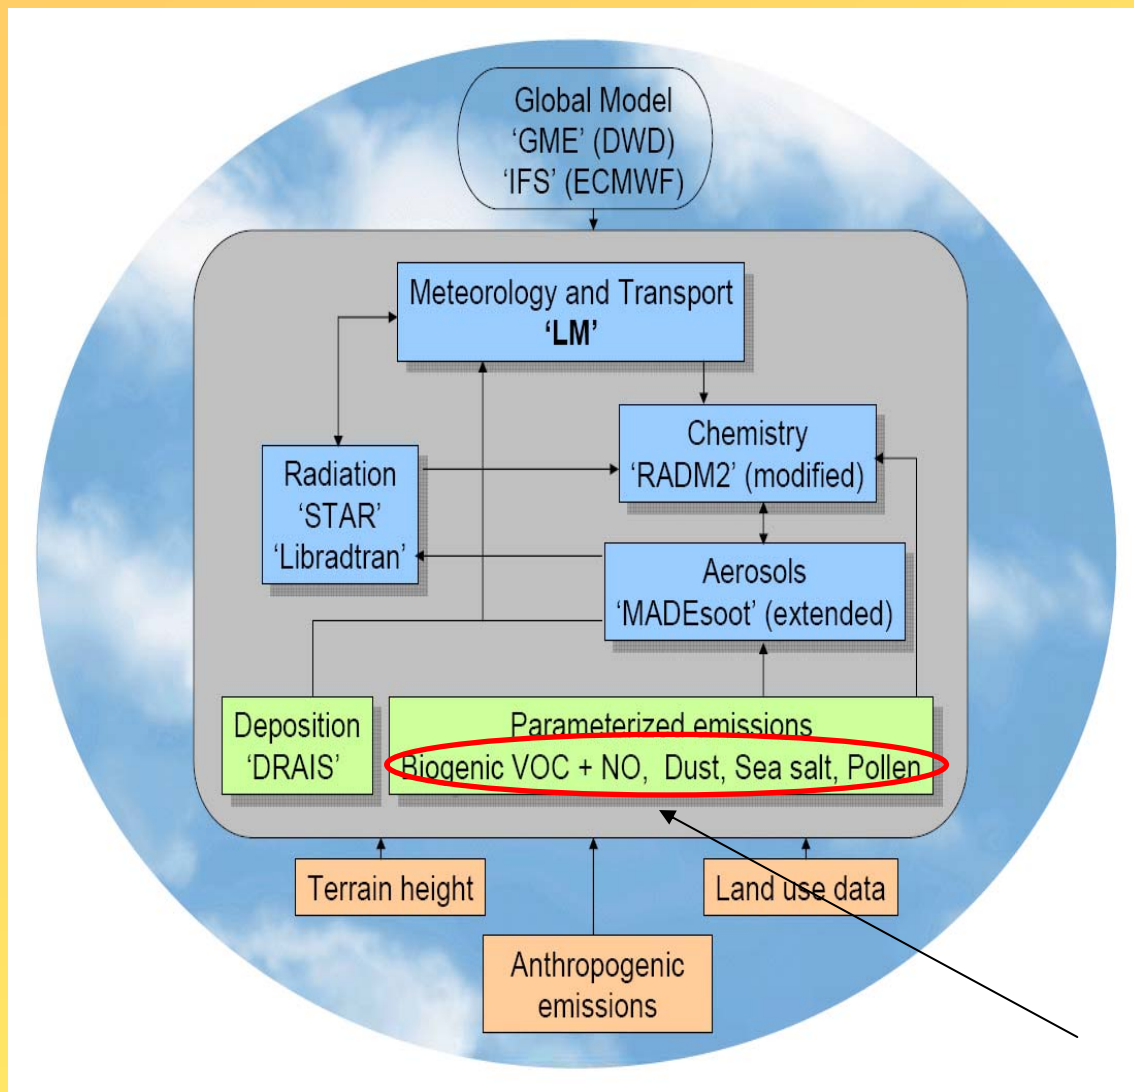 Global Model
‘GME’ (DWD)
‘IFS’ (ECMWF)
Meteorology and Transport
‘LM’
Chemistry
‘RADM2’ (modified)
Radiation
‘STAR’
‘Libradtran’
Aerosols
‘MADEsoot’ (extended)
Deposition
‘DRAIS’
Parameterized emissions
Biogenic VOC + NO, Dust, Sea salt, Pollen
Terrain height
Land use data
Anthropogenic
emissions